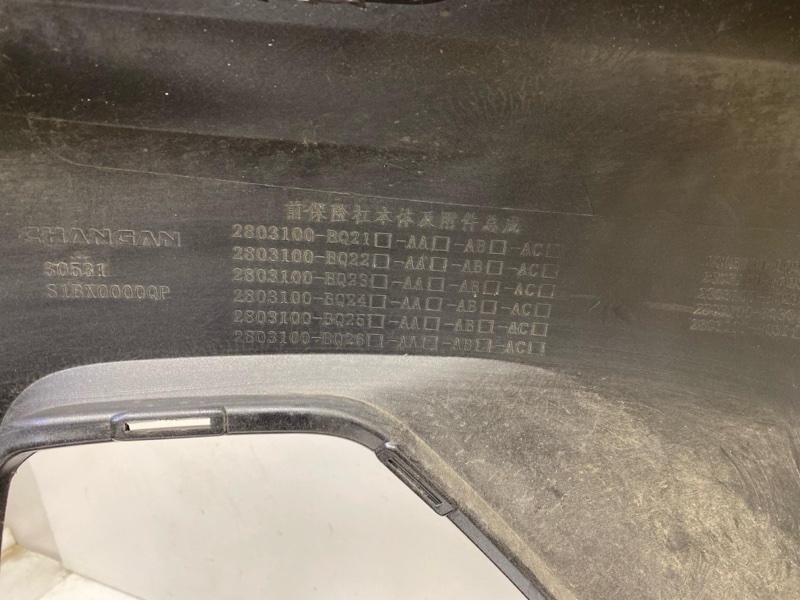 前保险杠本体及附件总成
CHANGAN
2803100-BQ21□-AA□-AB□-AC□
2803100-BQ22□-AA□-AB□-AC□
S0531
2803100-BQ23□-AA□-AB□-AC□
S1BX0000QP
2803100-BQ24□-AA□-AB□-AC□
2803100-BQ25□-AA□-AB□-AC□
2803100-BQ26□-AA□-AB□-AC□